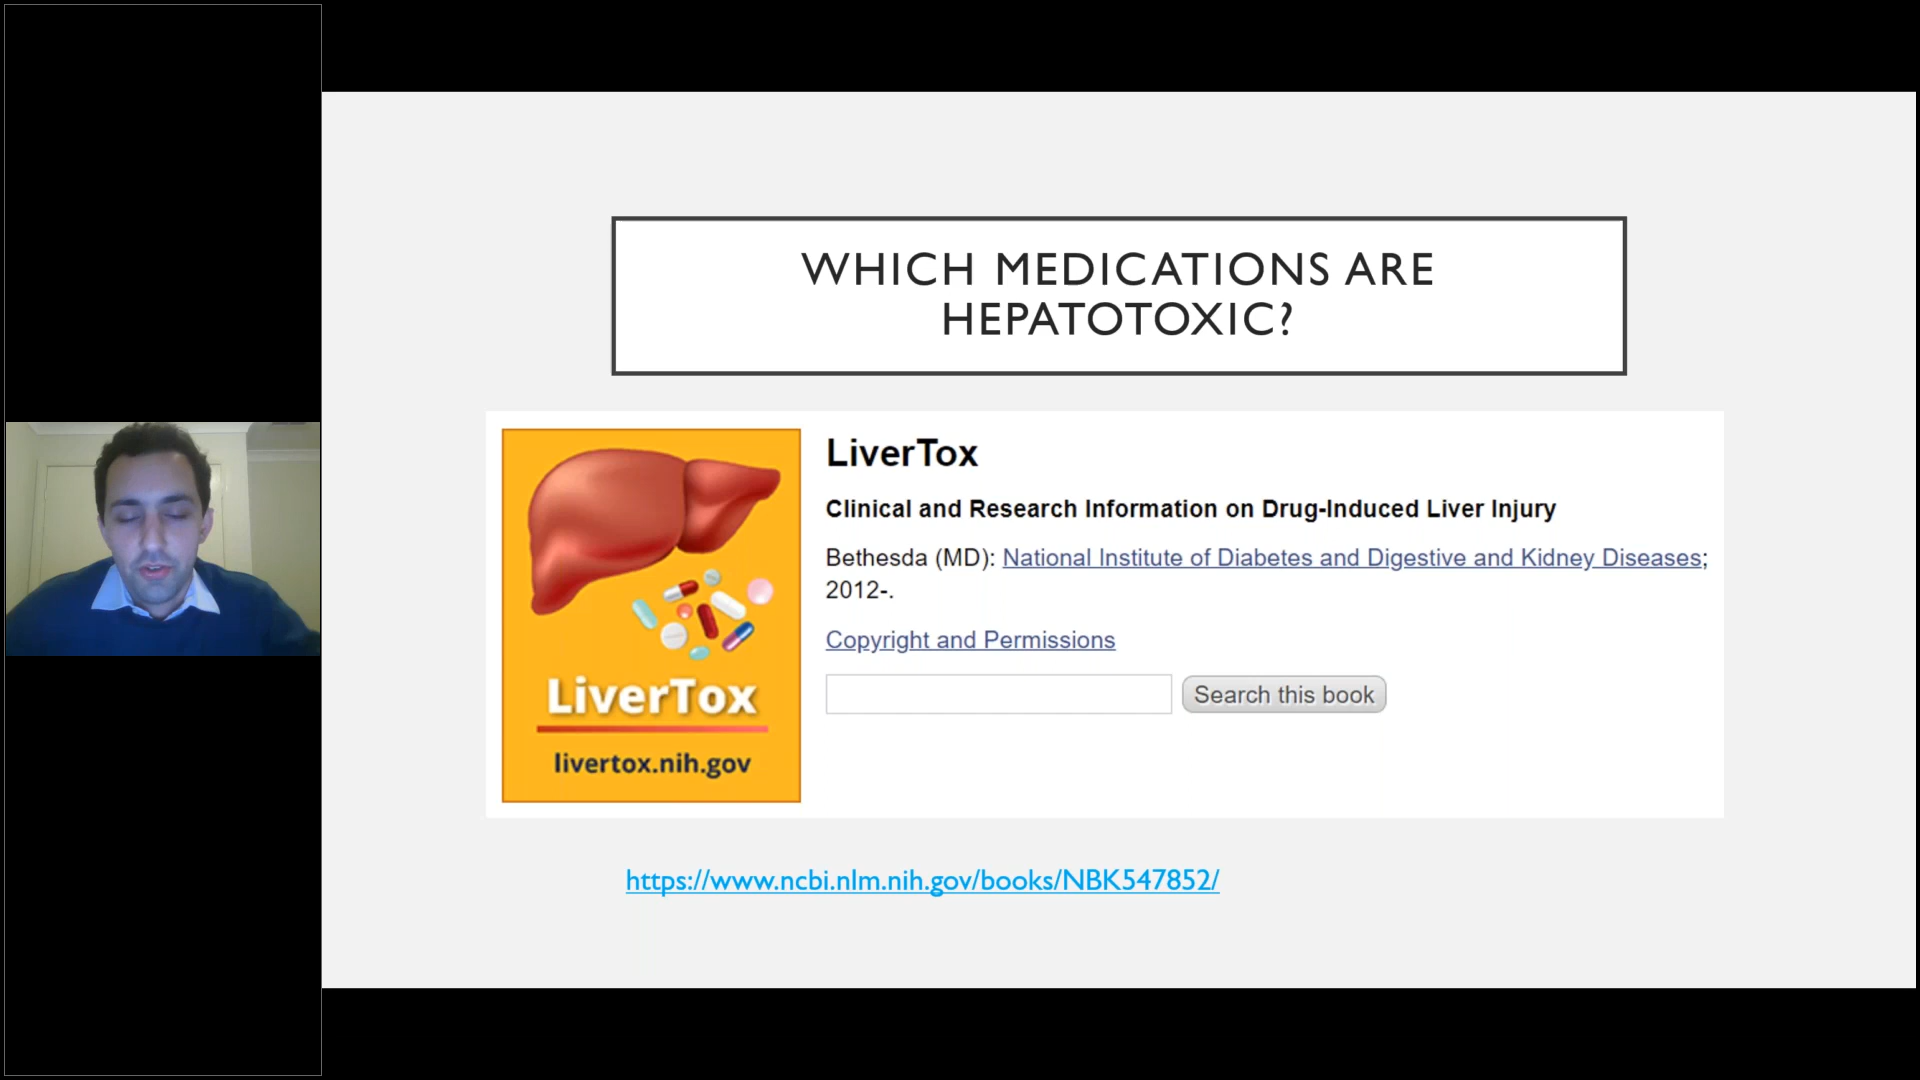 WHICH MEDICATIONS ARE
HEPATOTOXIC?
LiverTox
livertox.nih.gov
LiverTox
Clinical and Research Information on Drug-Induced Liver Injury
Bethesda (MD): National Institute of Diabetes and Digestive and Kidney Diseases;
2012-.
Copyright and Permissions
Search this book
https://www.ncbi.nlm.nih.gov/books/NBK547852/